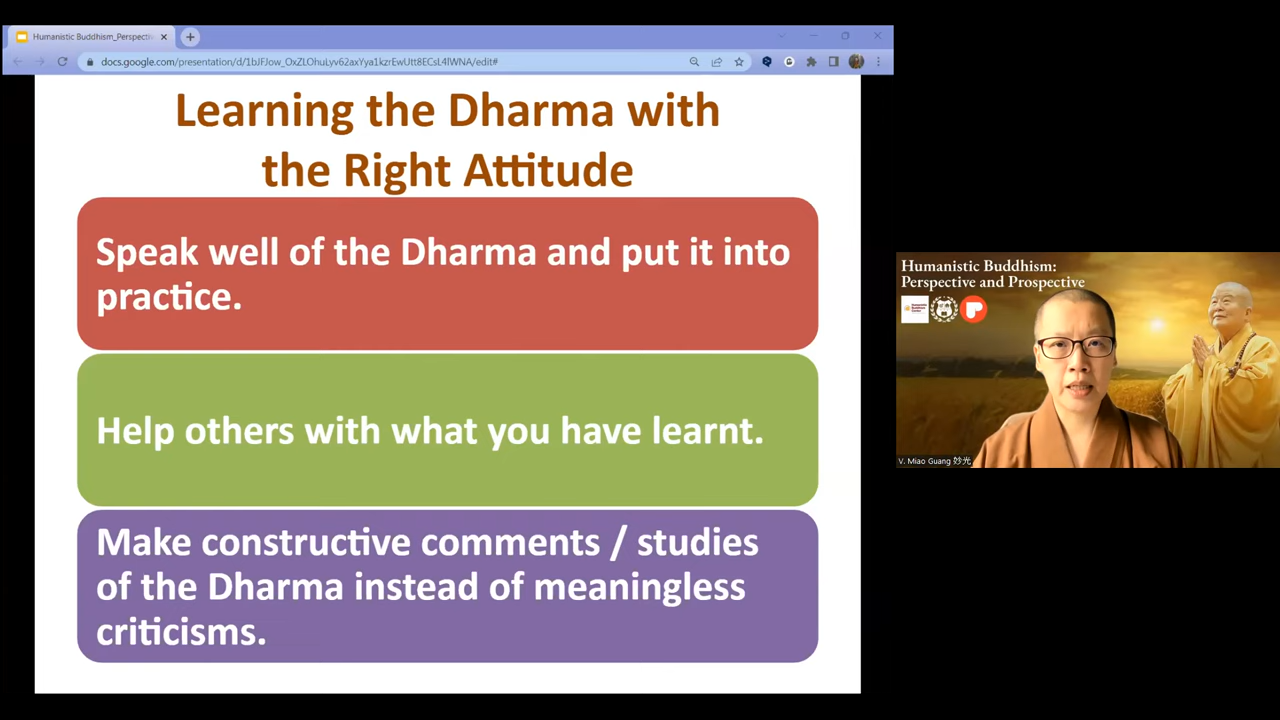 Humanistic Buddhism_Perspectiv
docs.google.com/presentation/d/1bJFJow_OxZLOhuLyv62axYya1kzrEwUtt8ECsL4lWNA/edit#
Learning the Dharma with
the Right Attitude
Speak well of the Dharma and put it into
practice.
Help others with what you have learnt.
Make constructive comments / studies
of the Dharma instead of meaningless
criticisms.
Humanistic Buddhism:
Perspective and Prospective
V. Miao Guang 妙光